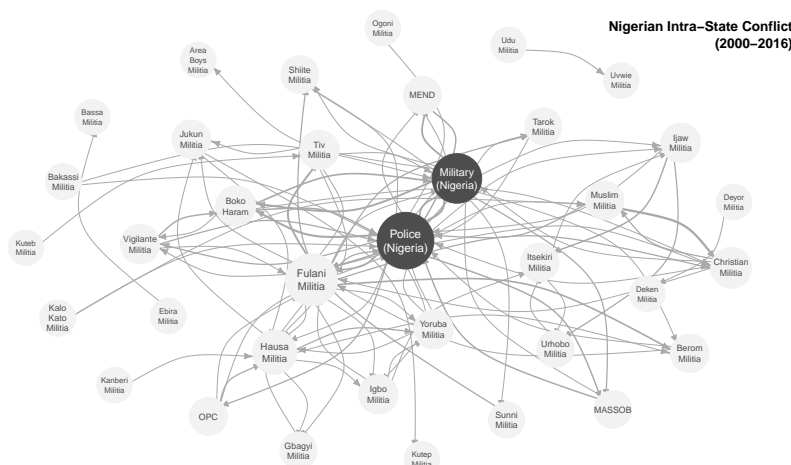 Nigerian Intra−State Conflict
(2000−2016)
Ogoni
Militia
Udu
Militia
Area
Boys
Militia
Shiite
Militia
Uvwie
Militia
MEND
Bassa
Militia
Jukun
Militia
Tiv
Militia
Tarok
Militia
Ijaw
Militia
Bakassi
Militia
Military
(Nigeria)
Boko
Haram
Muslim
Militia
Deyor
Militia
Kuteb
Militia
Vigilante
Militia
Police
(Nigeria)
Itsekiri
Militia
Christian
Militia
Fulani
Militia
Deken
Militia
Kalo
Kato
Militia
Ebira
Militia
Yoruba
Militia
Hausa
Militia
Urhobo
Militia
Berom
Militia
Kanberi
Militia
Igbo
Militia
OPC
Sunni
Militia
MASSOB
Gbagyi
Militia
Kutep
Militia